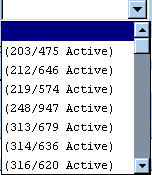 (203/475 Active)
(212/646 Active)
(219/574 Active)
(248/947 Active)
(313/679 Active)
(314/636 Active)
(316/620 Active)